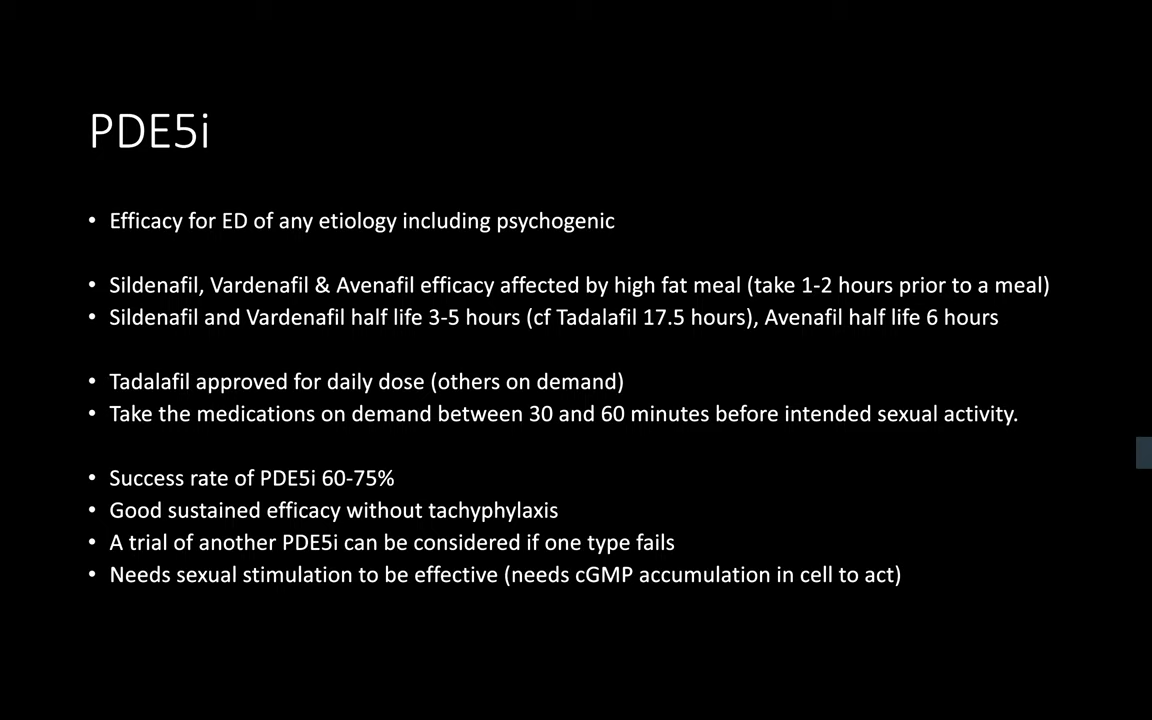 PDE5i
• Efficacy for ED of any etiology including psychogenic
• Sildenafil, Vardenafil & Avenafil efficacy affected by high fat meal (take 1-2 hours prior to a meal)
• Sildenafil and Vardenafil half life 3-5 hours (cf Tadalafil 17.5 hours), Avenafil half life 6 hours
• Tadalafil approved for daily dose (others on demand)
• Take the medications on demand between 30 and 60 minutes before intended sexual activity.
• Success rate of PDE5i 60-75%
• Good sustained efficacy without tachyphylaxis
• A trial of another PDE5i can be considered if one type fails
• Needs sexual stimulation to be effective (needs cGMP accumulation in cell to act)